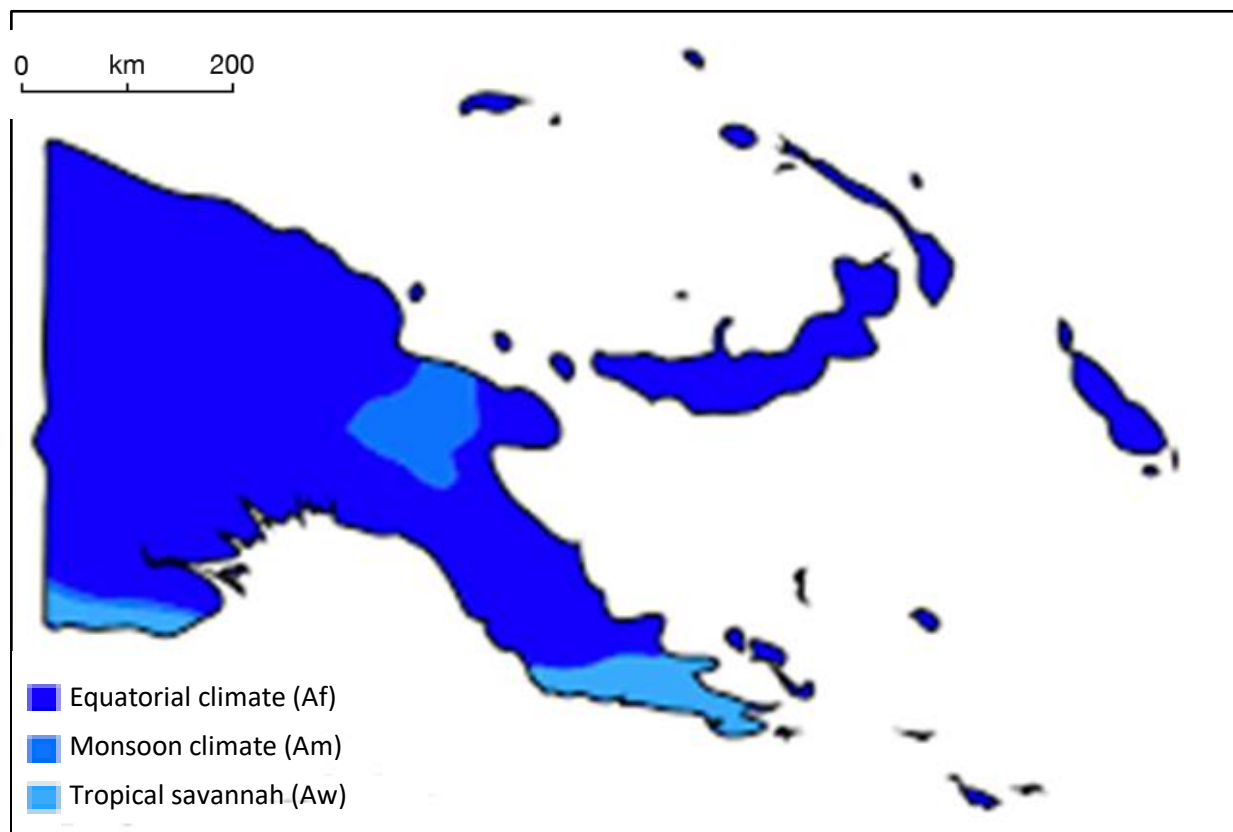 0 km 200
Equatorial climate (Af)
Monsoon climate (Am)
Tropical savannah (Aw)